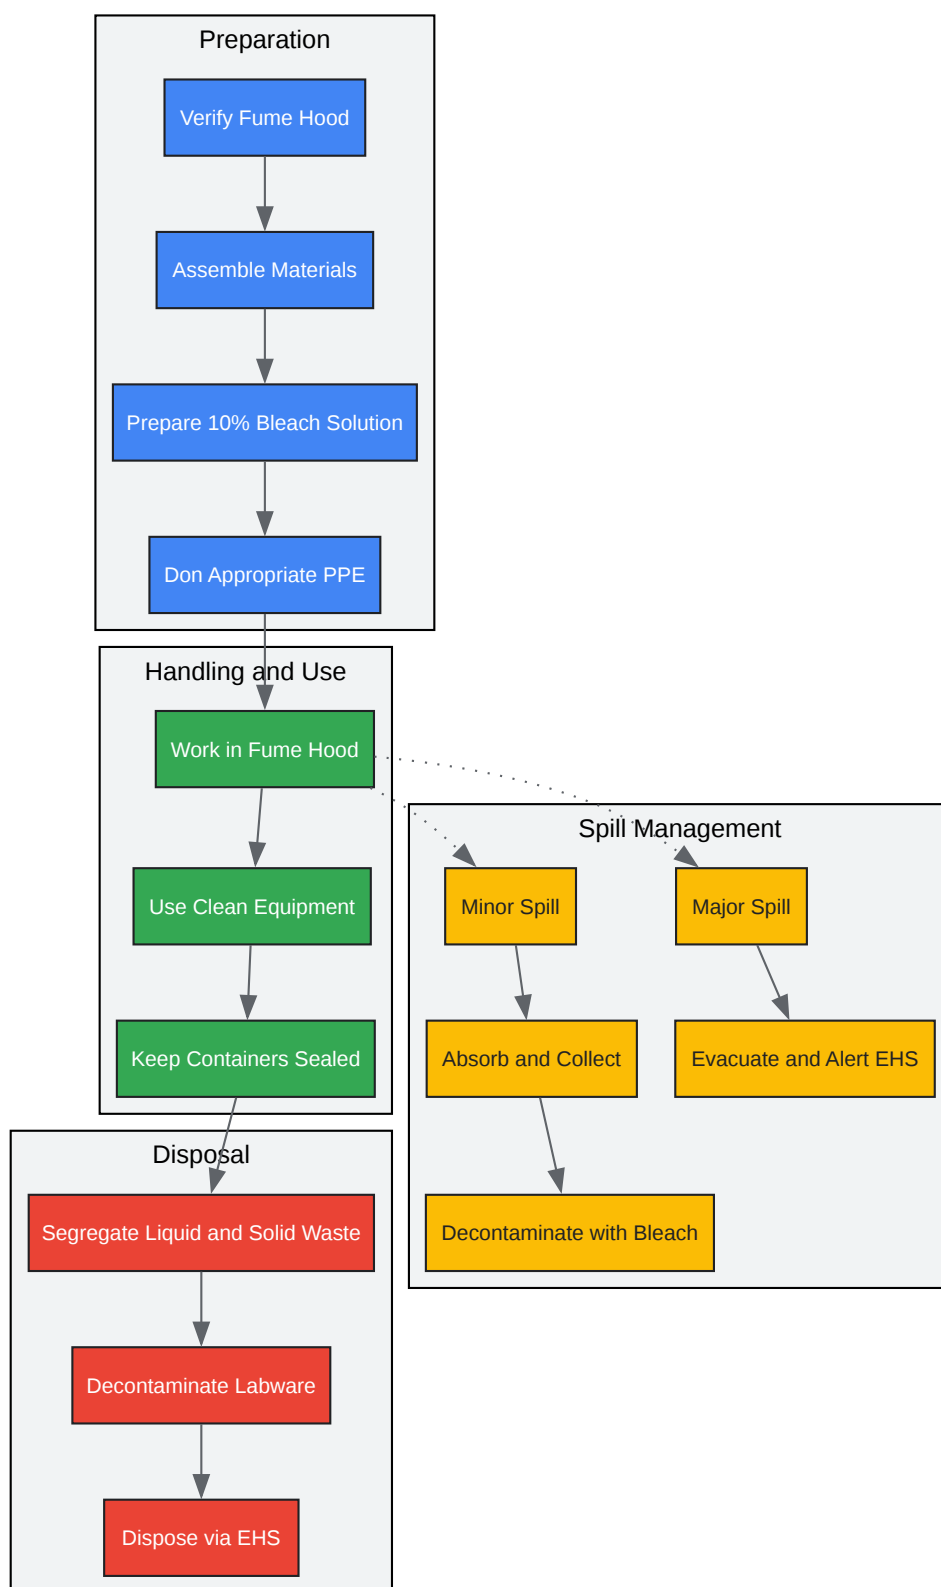 Preparation
Verify Fume Hood
Assemble Materials
Prepare 10% Bleach Solution
Don Appropriate PPE
Handling and Use
Work in Fume Hood
Use Clean Equipment
Keep Containers Sealed
Spill Management
Minor Spill
Major Spill
Absorb and Collect
Evacuate and Alert EHS
Decontaminate with Bleach
Disposal
Segregate Liquid and Solid Waste
Decontaminate Labware
Dispose via EHS